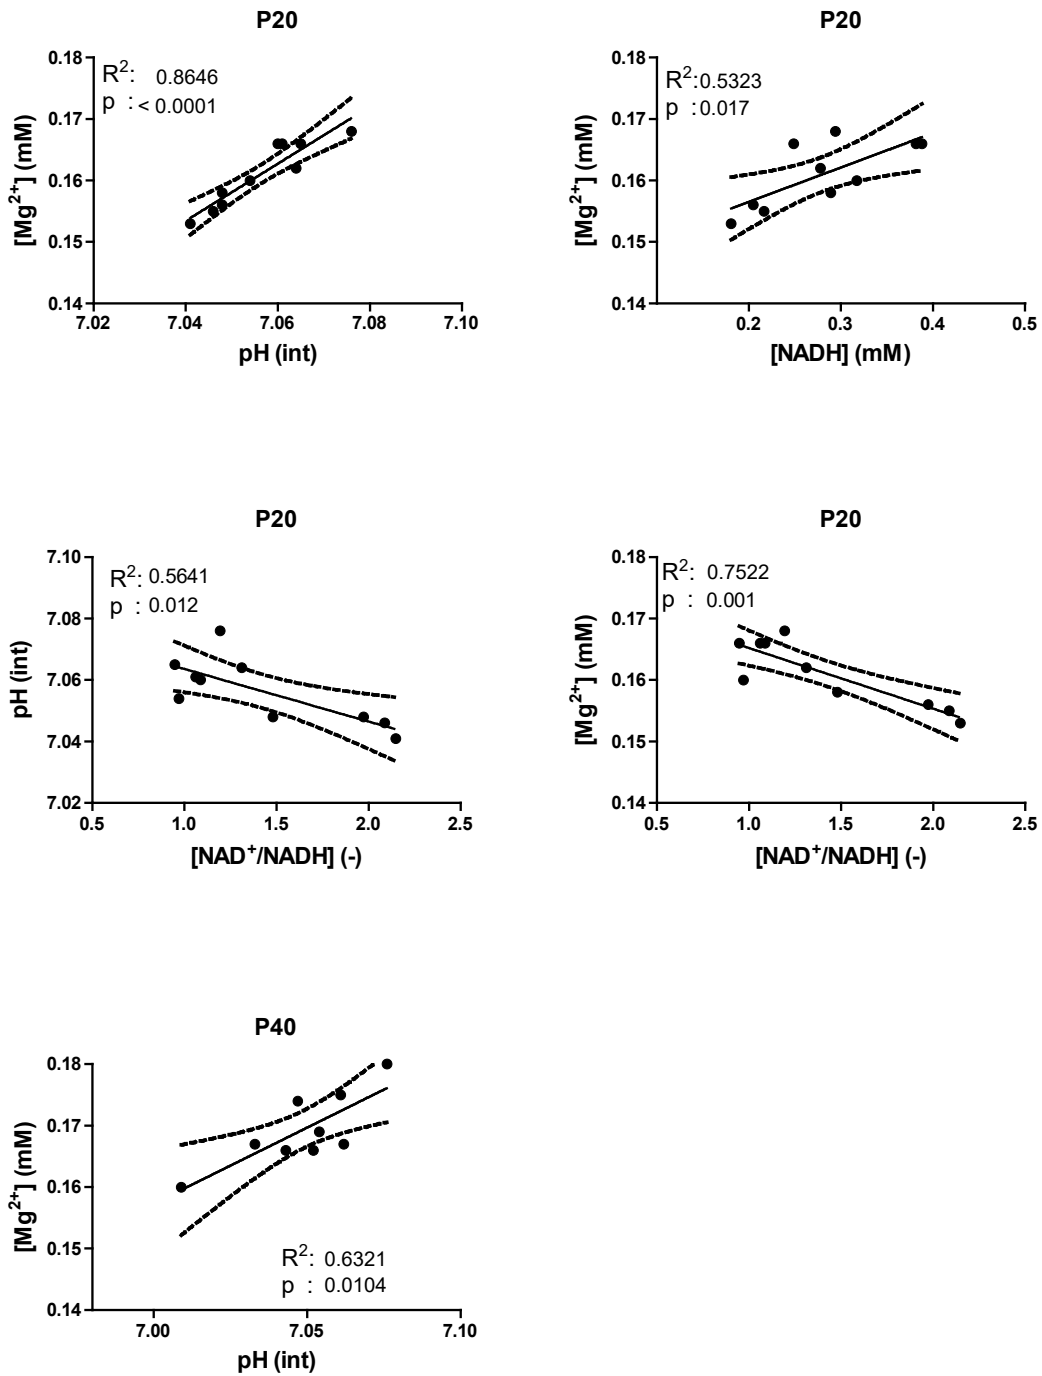 P20
0.18
0.17
0.16
0.15
0.14
[Mg²⁺] (mM)
R²: 0.8646
p : < 0.0001
7.02 7.04 7.06 7.08 7.10
pH (int)
P20
0.18
0.17
0.16
0.15
0.14
[Mg²⁺] (mM)
R²: 0.5323
p : 0.017
0.2 0.3 0.4 0.5
[NADH] (mM)
P20
7.10
7.08
7.06
7.04
7.02
pH (int)
R²: 0.5641
p : 0.012
0.5 1.0 1.5 2.0 2.5
[NAD⁺/NADH] (-)
P20
0.18
0.17
0.16
0.15
0.14
[Mg²⁺] (mM)
R²: 0.7522
p : 0.001
0.5 1.0 1.5 2.0 2.5
[NAD⁺/NADH] (-)
P40
0.18
0.17
0.16
0.15
0.14
[Mg²⁺] (mM)
R²: 0.6321
p : 0.0104
7.00 7.05 7.10
pH (int)